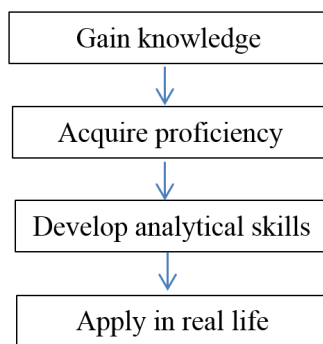 Gain knowledge
Acquire proficiency
Develop analytical skills
Apply in real life